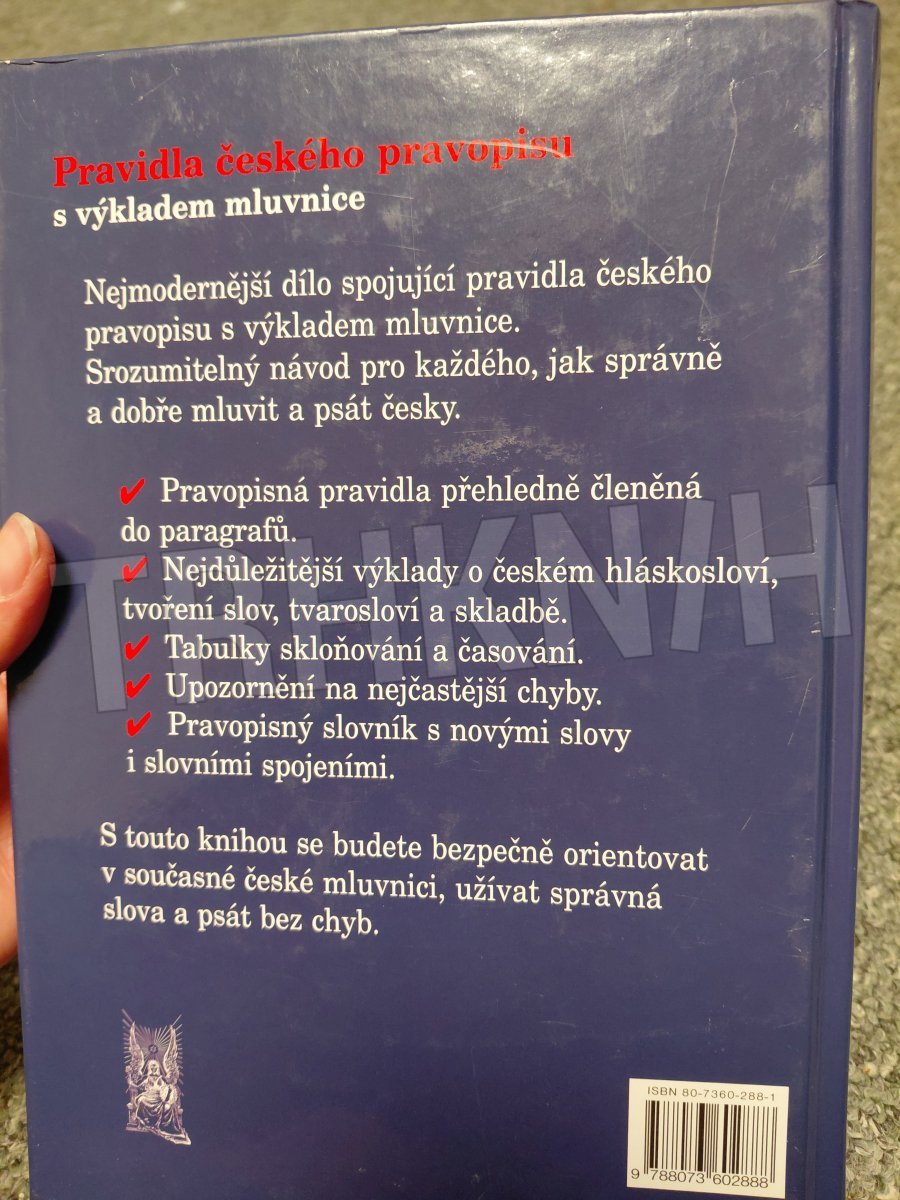 Pravidla českého pravopisu
s výkladem mluvnice
Nejmodernější dílo spojující pravidla českého
pravopisu s výkladem mluvnice.
Srozumitelný návod pro každého, jak správně
a dobře mluvit a psát česky.
✔ Pravopisná pravidla přehledně členěná
do paragrafů.
✔ Nejdůležitější výklady o českém hláskosloví,
tvoření slov, tvarosloví a skladbě.
✔ Tabulky skloňování a časování.
✔ Upozornění na nejčastější chyby.
✔ Pravopisný slovník s novými slovy
i slovními spojeními.
S touto knihou se budete bezpečně orientovat
v současné české mluvnici, užívat správná
slova a psát bez chyb.
ISBN 80-7360-288-1
9 788073 602888